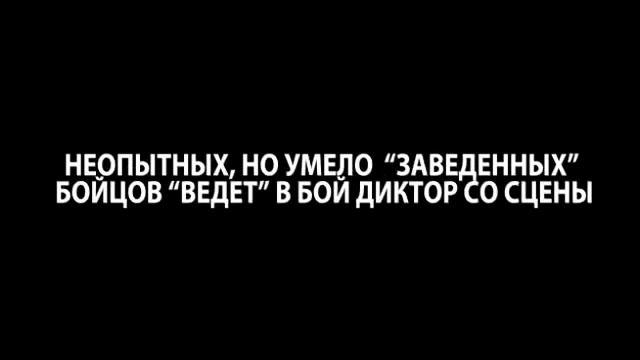 НЕОПЫТНЫХ, НО УМЕЛО “ЗАВЕДЕННЫХ”
БОЙЦОВ “ВЕДЕТ” В БОЙ ДИКТОР СО СЦЕНЫ